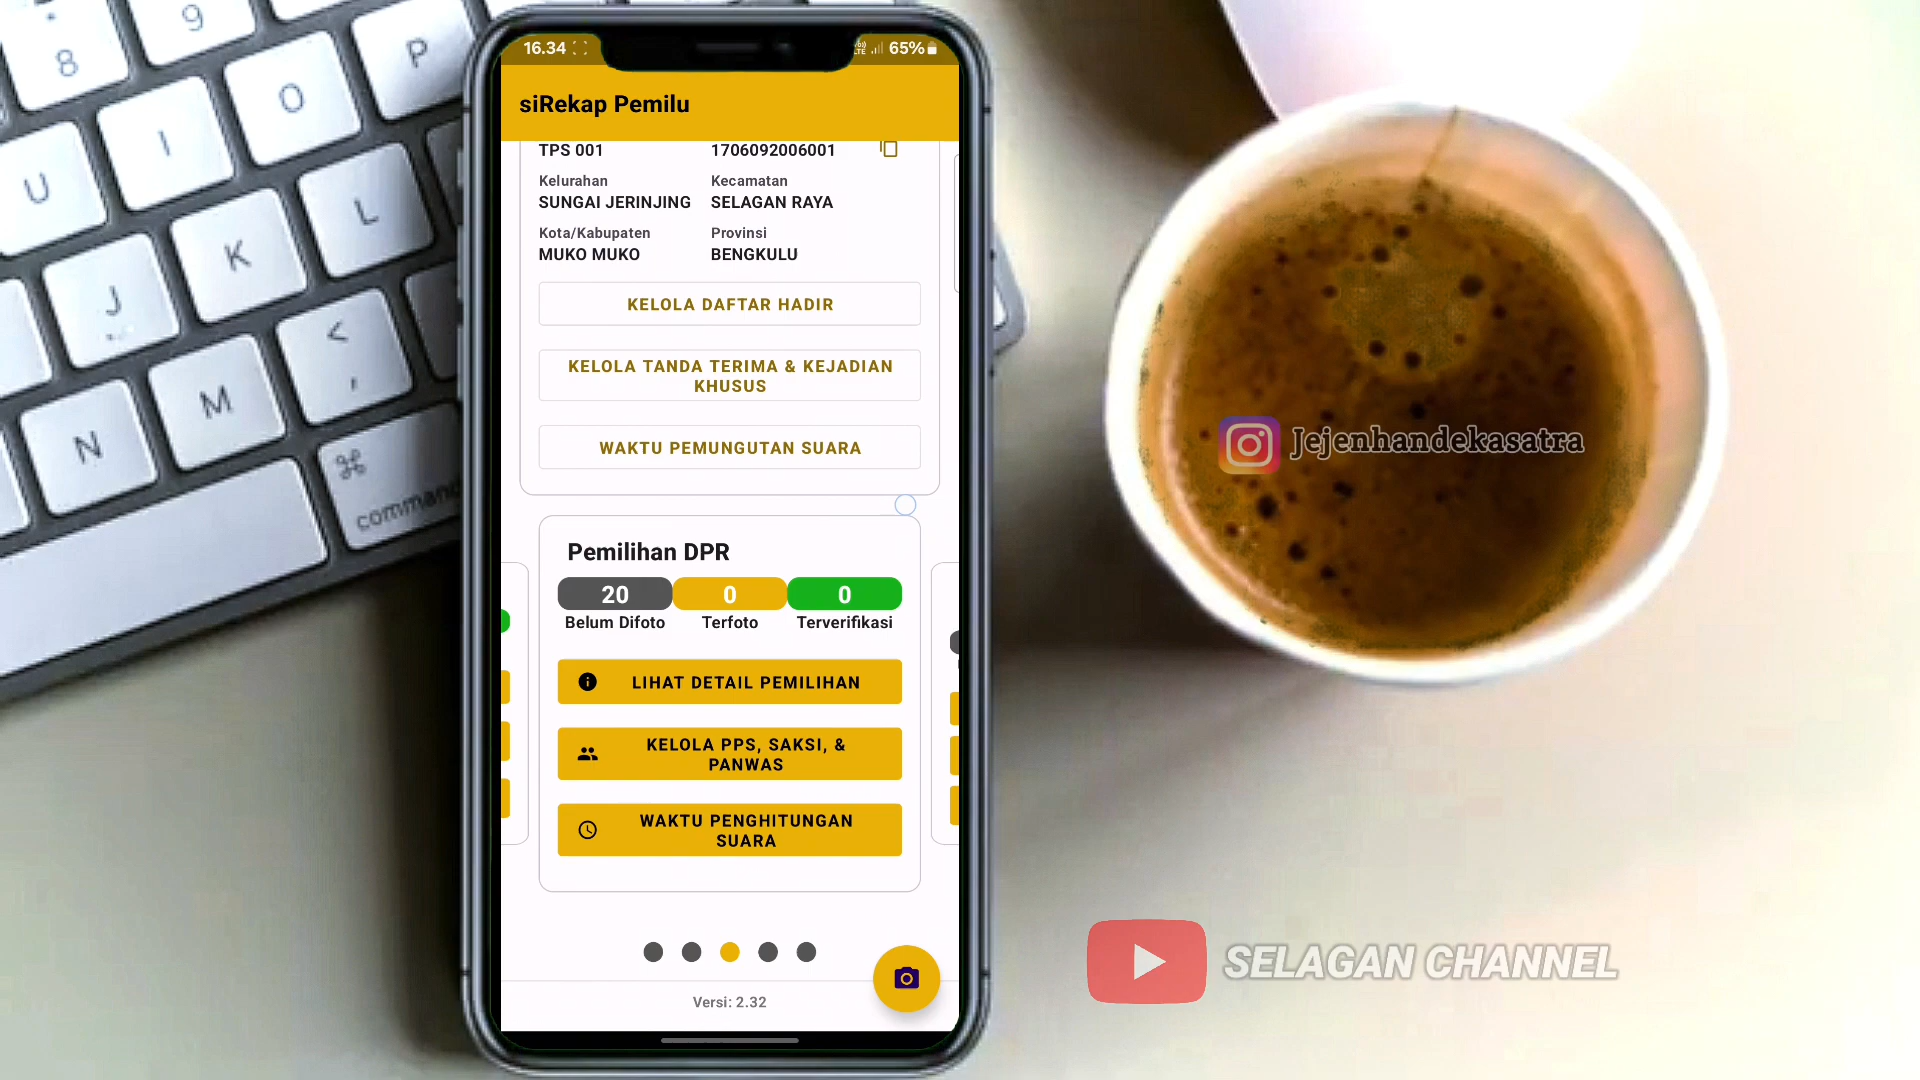 16.34
65%
siRekap Pemilu
TPS 001
1706092006001
Kelurahan
Kecamatan
SUNGAI JERINJING
SELAGAN RAYA
Kota/Kabupaten
Provinsi
MUKO MUKO
BENGKULU
KELOLA DAFTAR HADIR
KELOLA TANDA TERIMA & KEJADIAN
KHUSUS
WAKTU PEMUNGUTAN SUARA
Pemilihan DPR
20
0
0
Belum Difoto
Terfoto
Terverifikasi
LIHAT DETAIL PEMILIHAN
KELOLA PPS, SAKSI, &
PANWAS
WAKTU PENGHITUNGAN
SUARA
Versi: 2.32
8
9
P
U
I
O
J
K
L
N
M
<
,
⌘
command
Jejenhandekasatra
SELAGAN CHANNEL